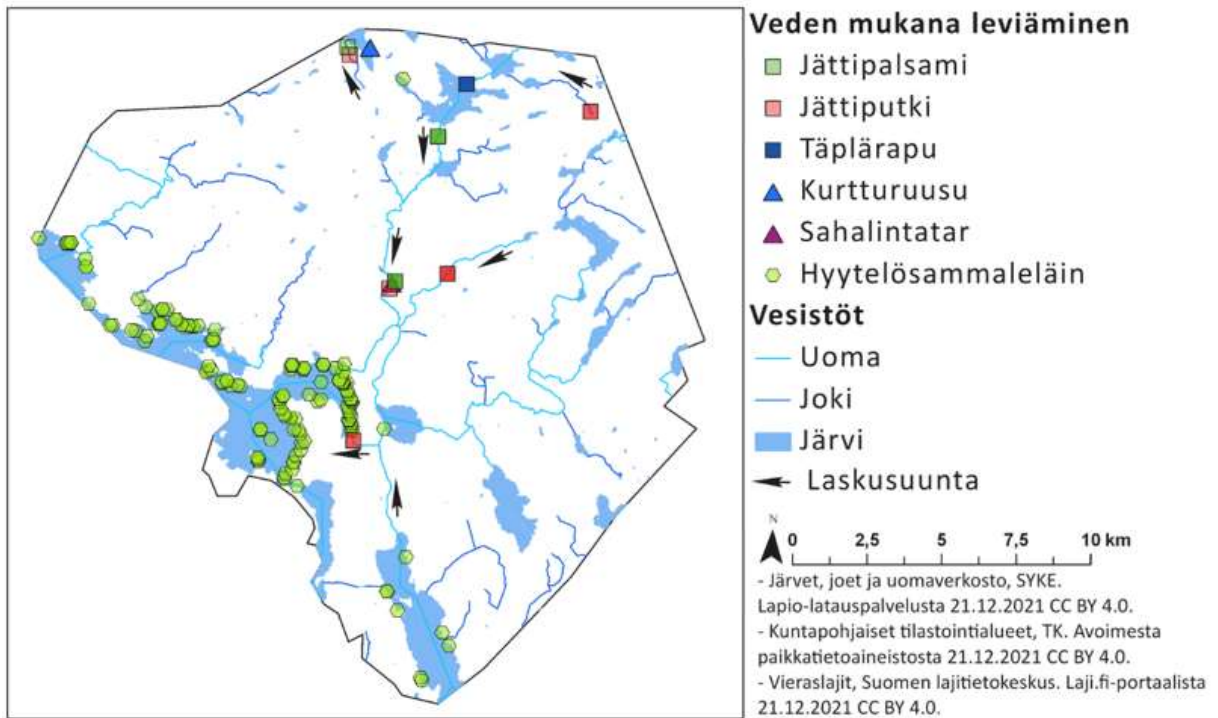 Veden mukana leviäminen
Jättipalsami
Jättiputki
Täplärapu
Kurtturuusu
Sahalintatar
Hyytelösammaleläin
Vesistöt
Uoma
Joki
Järvi
Laskusuunta
N
0 2,5 5 7,5 10 km
- Järvet, joet ja uomaverkosto, SYKE.
Lapio-latauspalvelusta 21.12.2021 CC BY 4.0.
- Kuntapohjaiset tilastointialueet, TK. Avoimesta
paikkatietoaineistosta 21.12.2021 CC BY 4.0.
- Vieraslajit, Suomen lajitietokeskus. Laji.fi-portaalista
21.12.2021 CC BY 4.0.